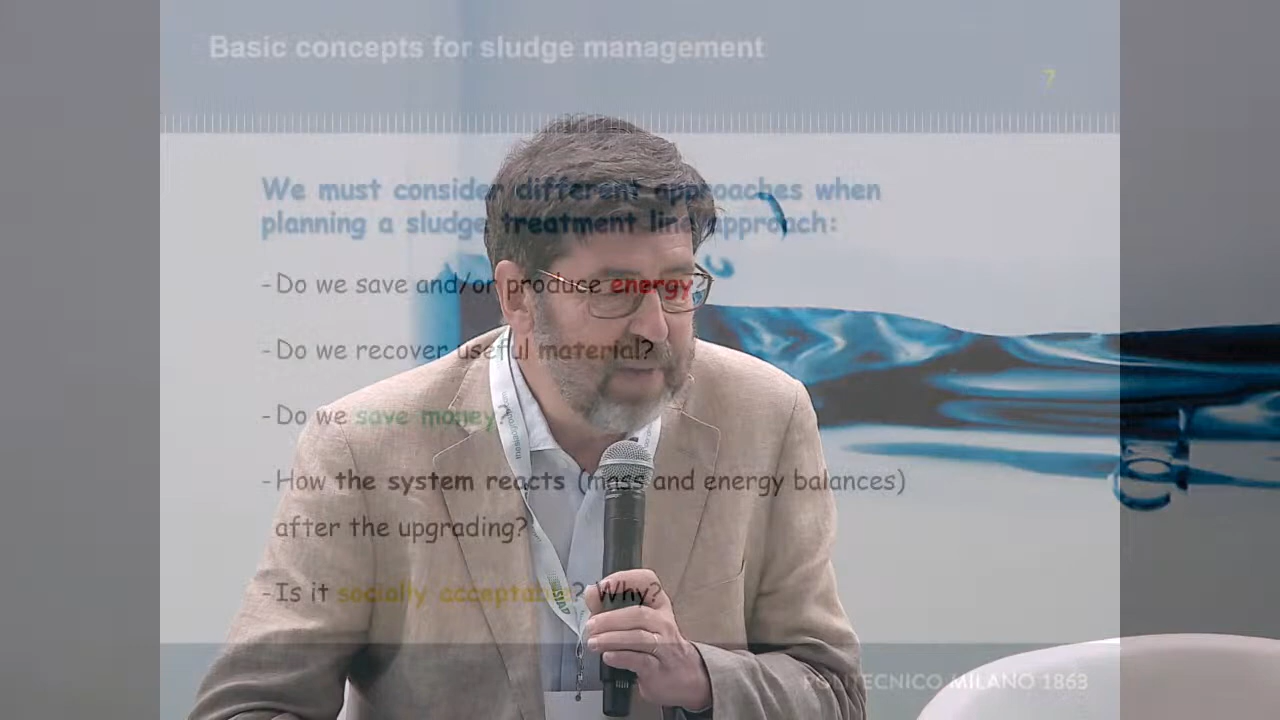 Basic concepts for sludge management
7
We must consider different approaches when
planning a sludge treatment line approach:
-Do we save and/or produce energy
-Do we recover useful material?
-Do we save money?
-How the system reacts (mass and energy balances)
after the upgrading?
-Is it socially acceptable? Why?
POLITECNICO MILANO 1863